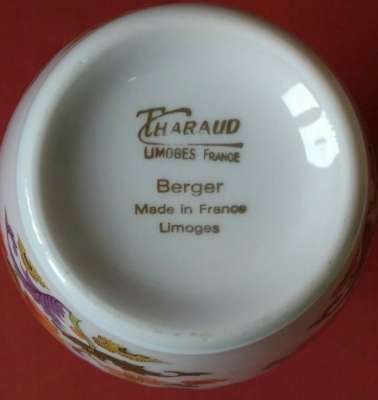 THARAUD
LIMOGES FRANCE
Berger
Made in France
Limoges